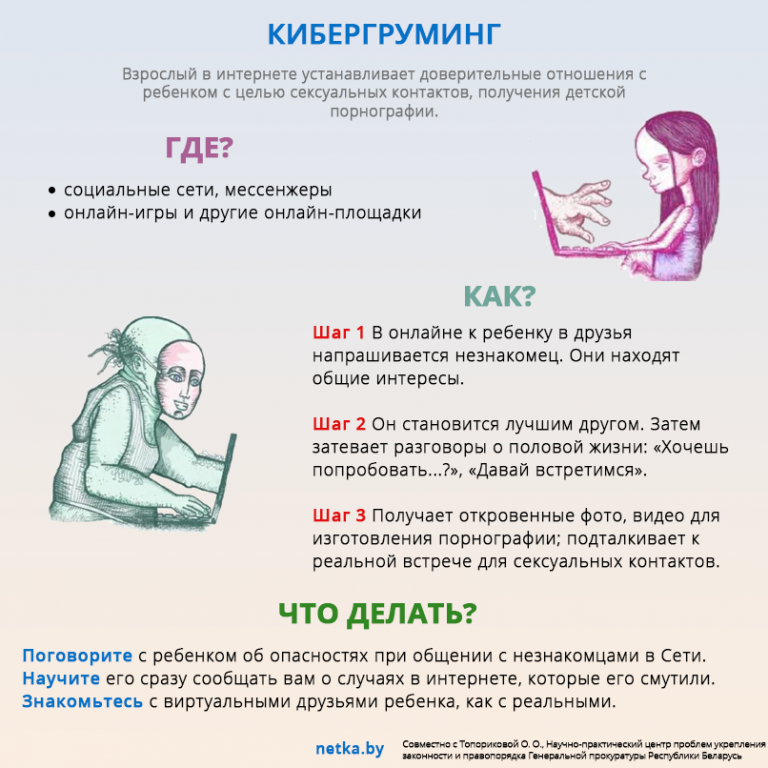 КИБЕРГРУМИНГ
Взрослый в интернете устанавливает доверительные отношения с
ребенком с целью сексуальных контактов, получения детской
порнографии.
ГДЕ?
• социальные сети, мессенжеры
• онлайн-игры и другие онлайн-площадки
КАК?
Шаг 1 В онлайне к ребенку в друзья
напрашивается незнакомец. Они находят
общие интересы.
Шаг 2 Он становится лучшим другом. Затем
затевает разговоры о половой жизни: «Хочешь
попробовать...?», «Давай встретимся».
Шаг 3 Получает откровенные фото, видео для
изготовления порнографии; подталкивает к
реальной встрече для сексуальных контактов.
ЧТО ДЕЛАТЬ?
Поговорите с ребенком об опасностях при общении с незнакомцами в Сети.
Научите его сразу сообщать вам о случаях в интернете, которые его смутили.
Знакомьтесь с виртуальными друзьями ребенка, как с реальными.
netka.by
Совместно с Топориковой О. О., Научно-практический центр проблем укрепления
законности и правопорядка Генеральной прокуратуры Республики Беларусь